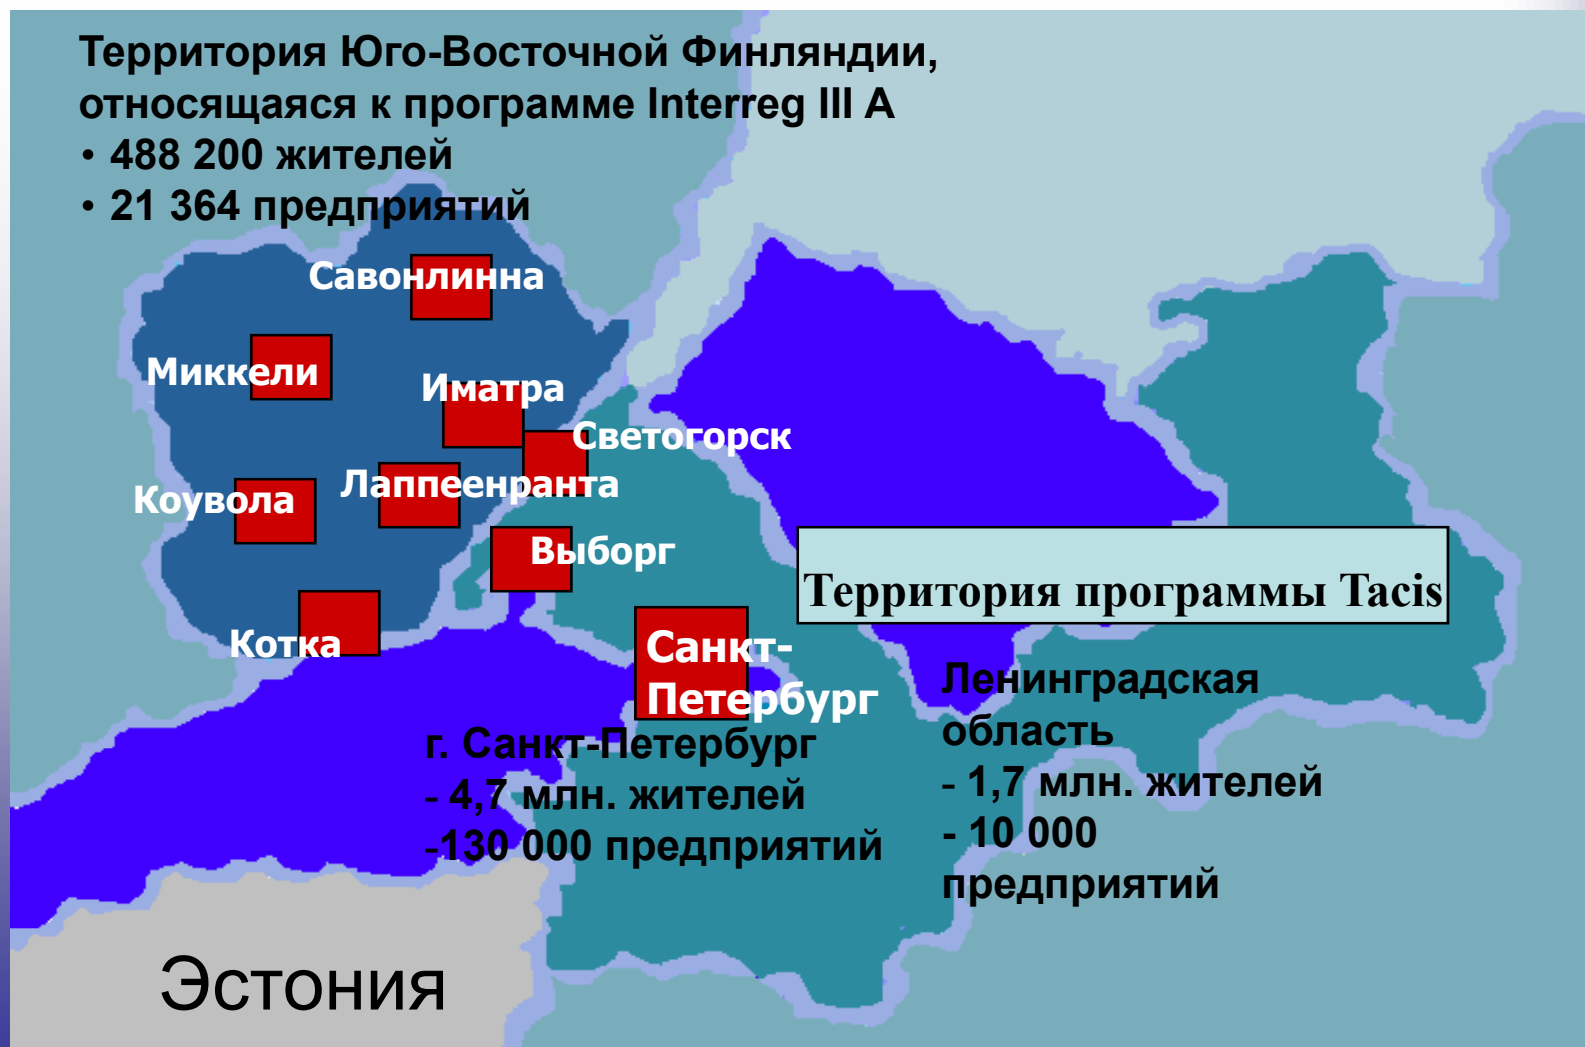 Территория Юго-Восточной Финляндии,
относящаяся к программе Interreg III A
• 488 200 жителей
• 21 364 предприятий
Савонлинна
Миккели
Иматра
Светогорск
Лаппеенранта
Коувола
Выборг
Территория программы Tacis
Котка
Санкт-
Петербург
г. Санкт-Петербург
- 4,7 млн. жителей
-130 000 предприятий
Ленинградская
область
- 1,7 млн. жителей
- 10 000
предприятий
Эстония